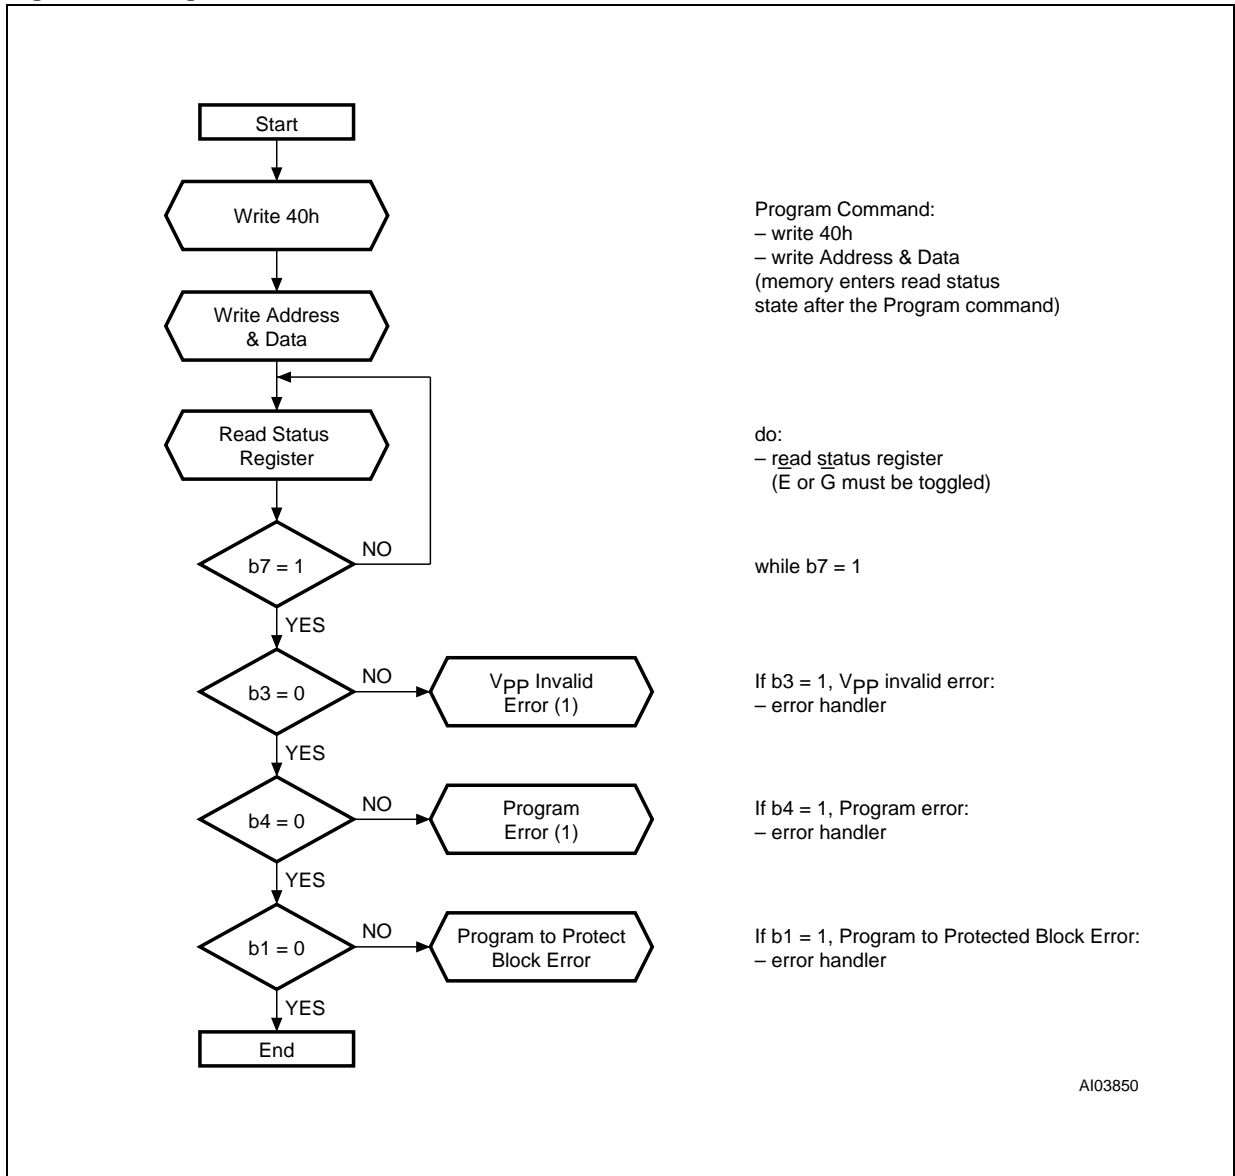 Start
Write 40h
Program Command:
– write 40h
– write Address & Data
(memory enters read status
state after the Program command)
Write Address
& Data
Read Status
Register
do:
– read status register
(E or G must be toggled)
NO
b7 = 1
while b7 = 1
YES
NO
b3 = 0
VPP Invalid
Error (1)
If b3 = 1, VPP invalid error:
– error handler
YES
NO
b4 = 0
Program
Error (1)
If b4 = 1, Program error:
– error handler
YES
NO
b1 = 0
Program to Protect
Block Error
If b1 = 1, Program to Protected Block Error:
– error handler
YES
End
AI03850